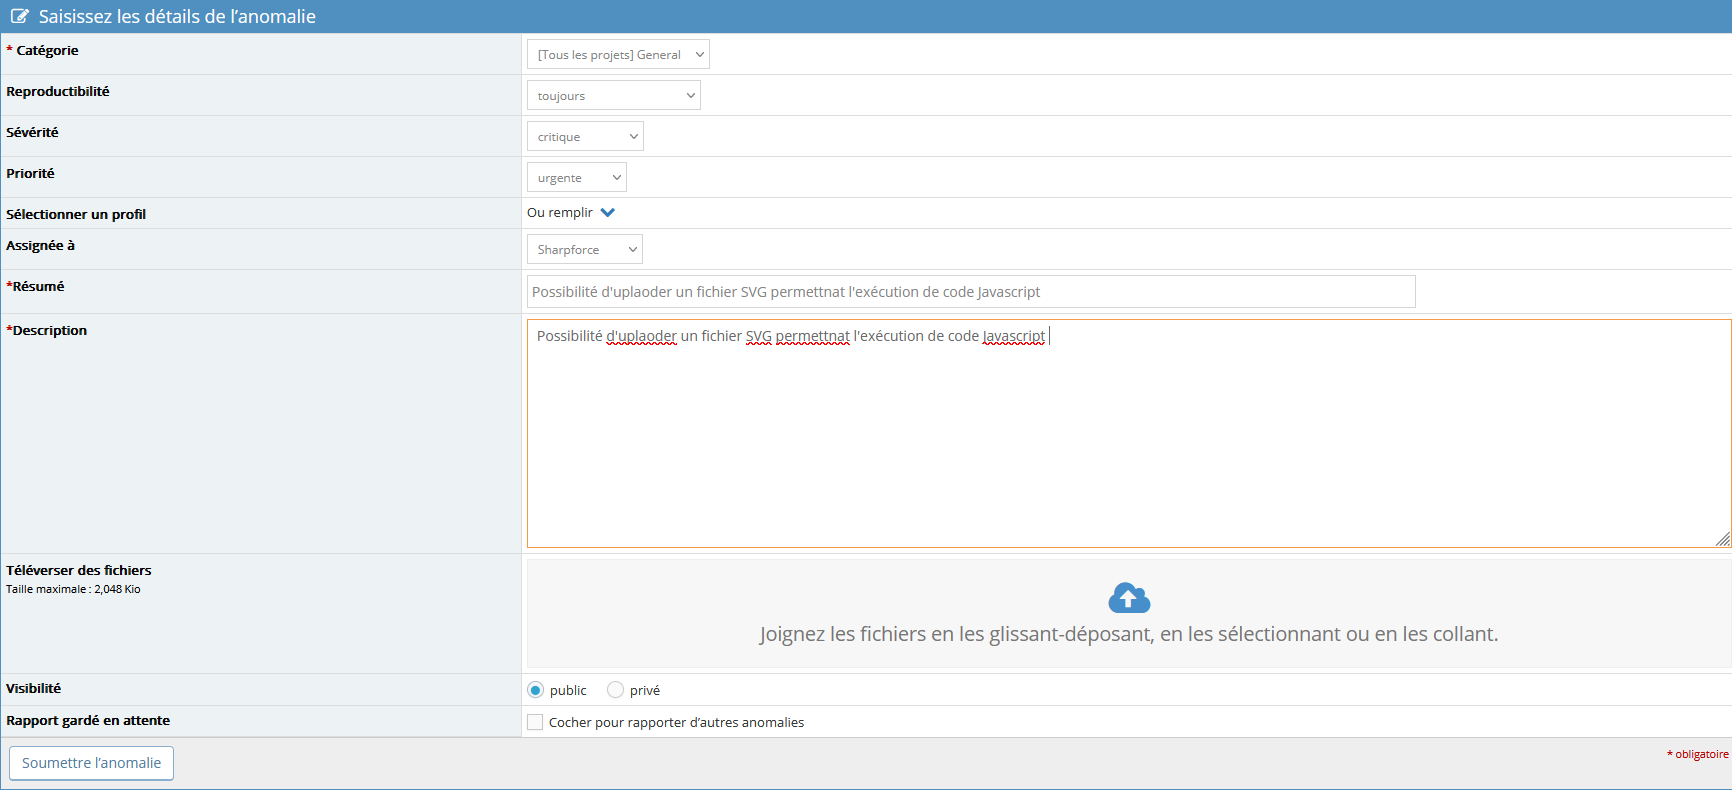 Saisissez les détails de l’anomalie
* Catégorie
[Tous les projets] General
Reproductibilité
toujours
Sévérité
critique
Priorité
urgente
Sélectionner un profil
Ou remplir
Assignée à
Sharpforce
*Résumé
Possibilité d'uplaoder un fichier SVG permettnat l'exécution de code Javascript
*Description
Possibilité d'uplaoder un fichier SVG permettnat l'exécution de code Javascript
Téléverser des fichiers
Taille maximale : 2,048 Kio
Joignez les fichiers en les glissant-déposant, en les sélectionnant ou en les collant.
Visibilité
public privé
Rapport gardé en attente
Cocher pour rapporter d’autres anomalies
* obligatoire
Soumettre l’anomalie